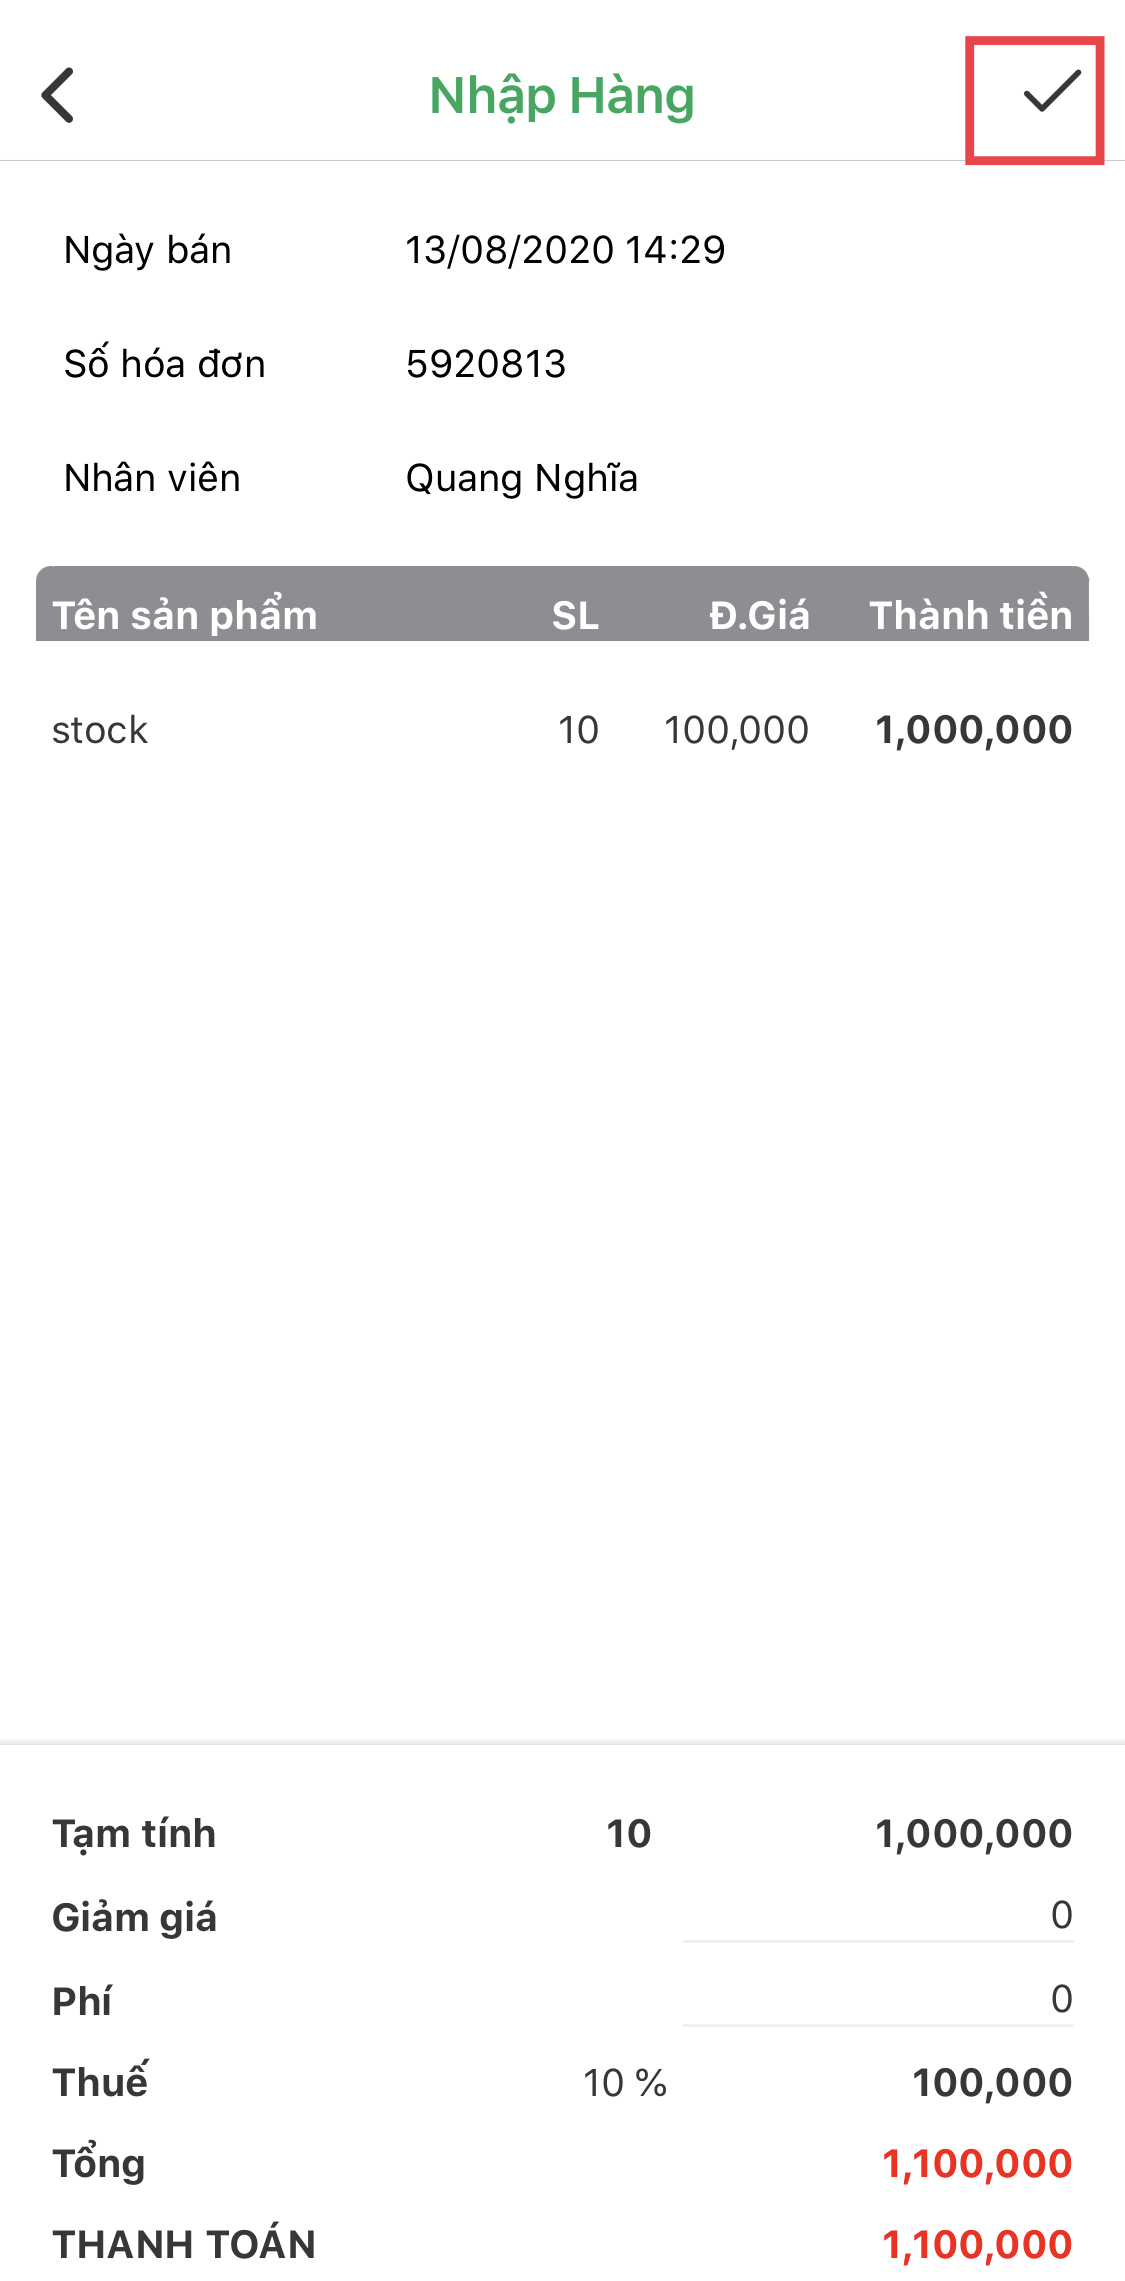 Nhập Hàng
Ngày bán 13/08/2020 14:29
Số hóa đơn 5920813
Nhân viên Quang Nghĩa
Tên sản phẩm SL Đ.Giá Thành tiền
stock 10 100,000 1,000,000
Tạm tính 10 1,000,000
Giảm giá 0
Phí 0
Thuế 10 % 100,000
Tổng 1,100,000
THANH TOÁN 1,100,000